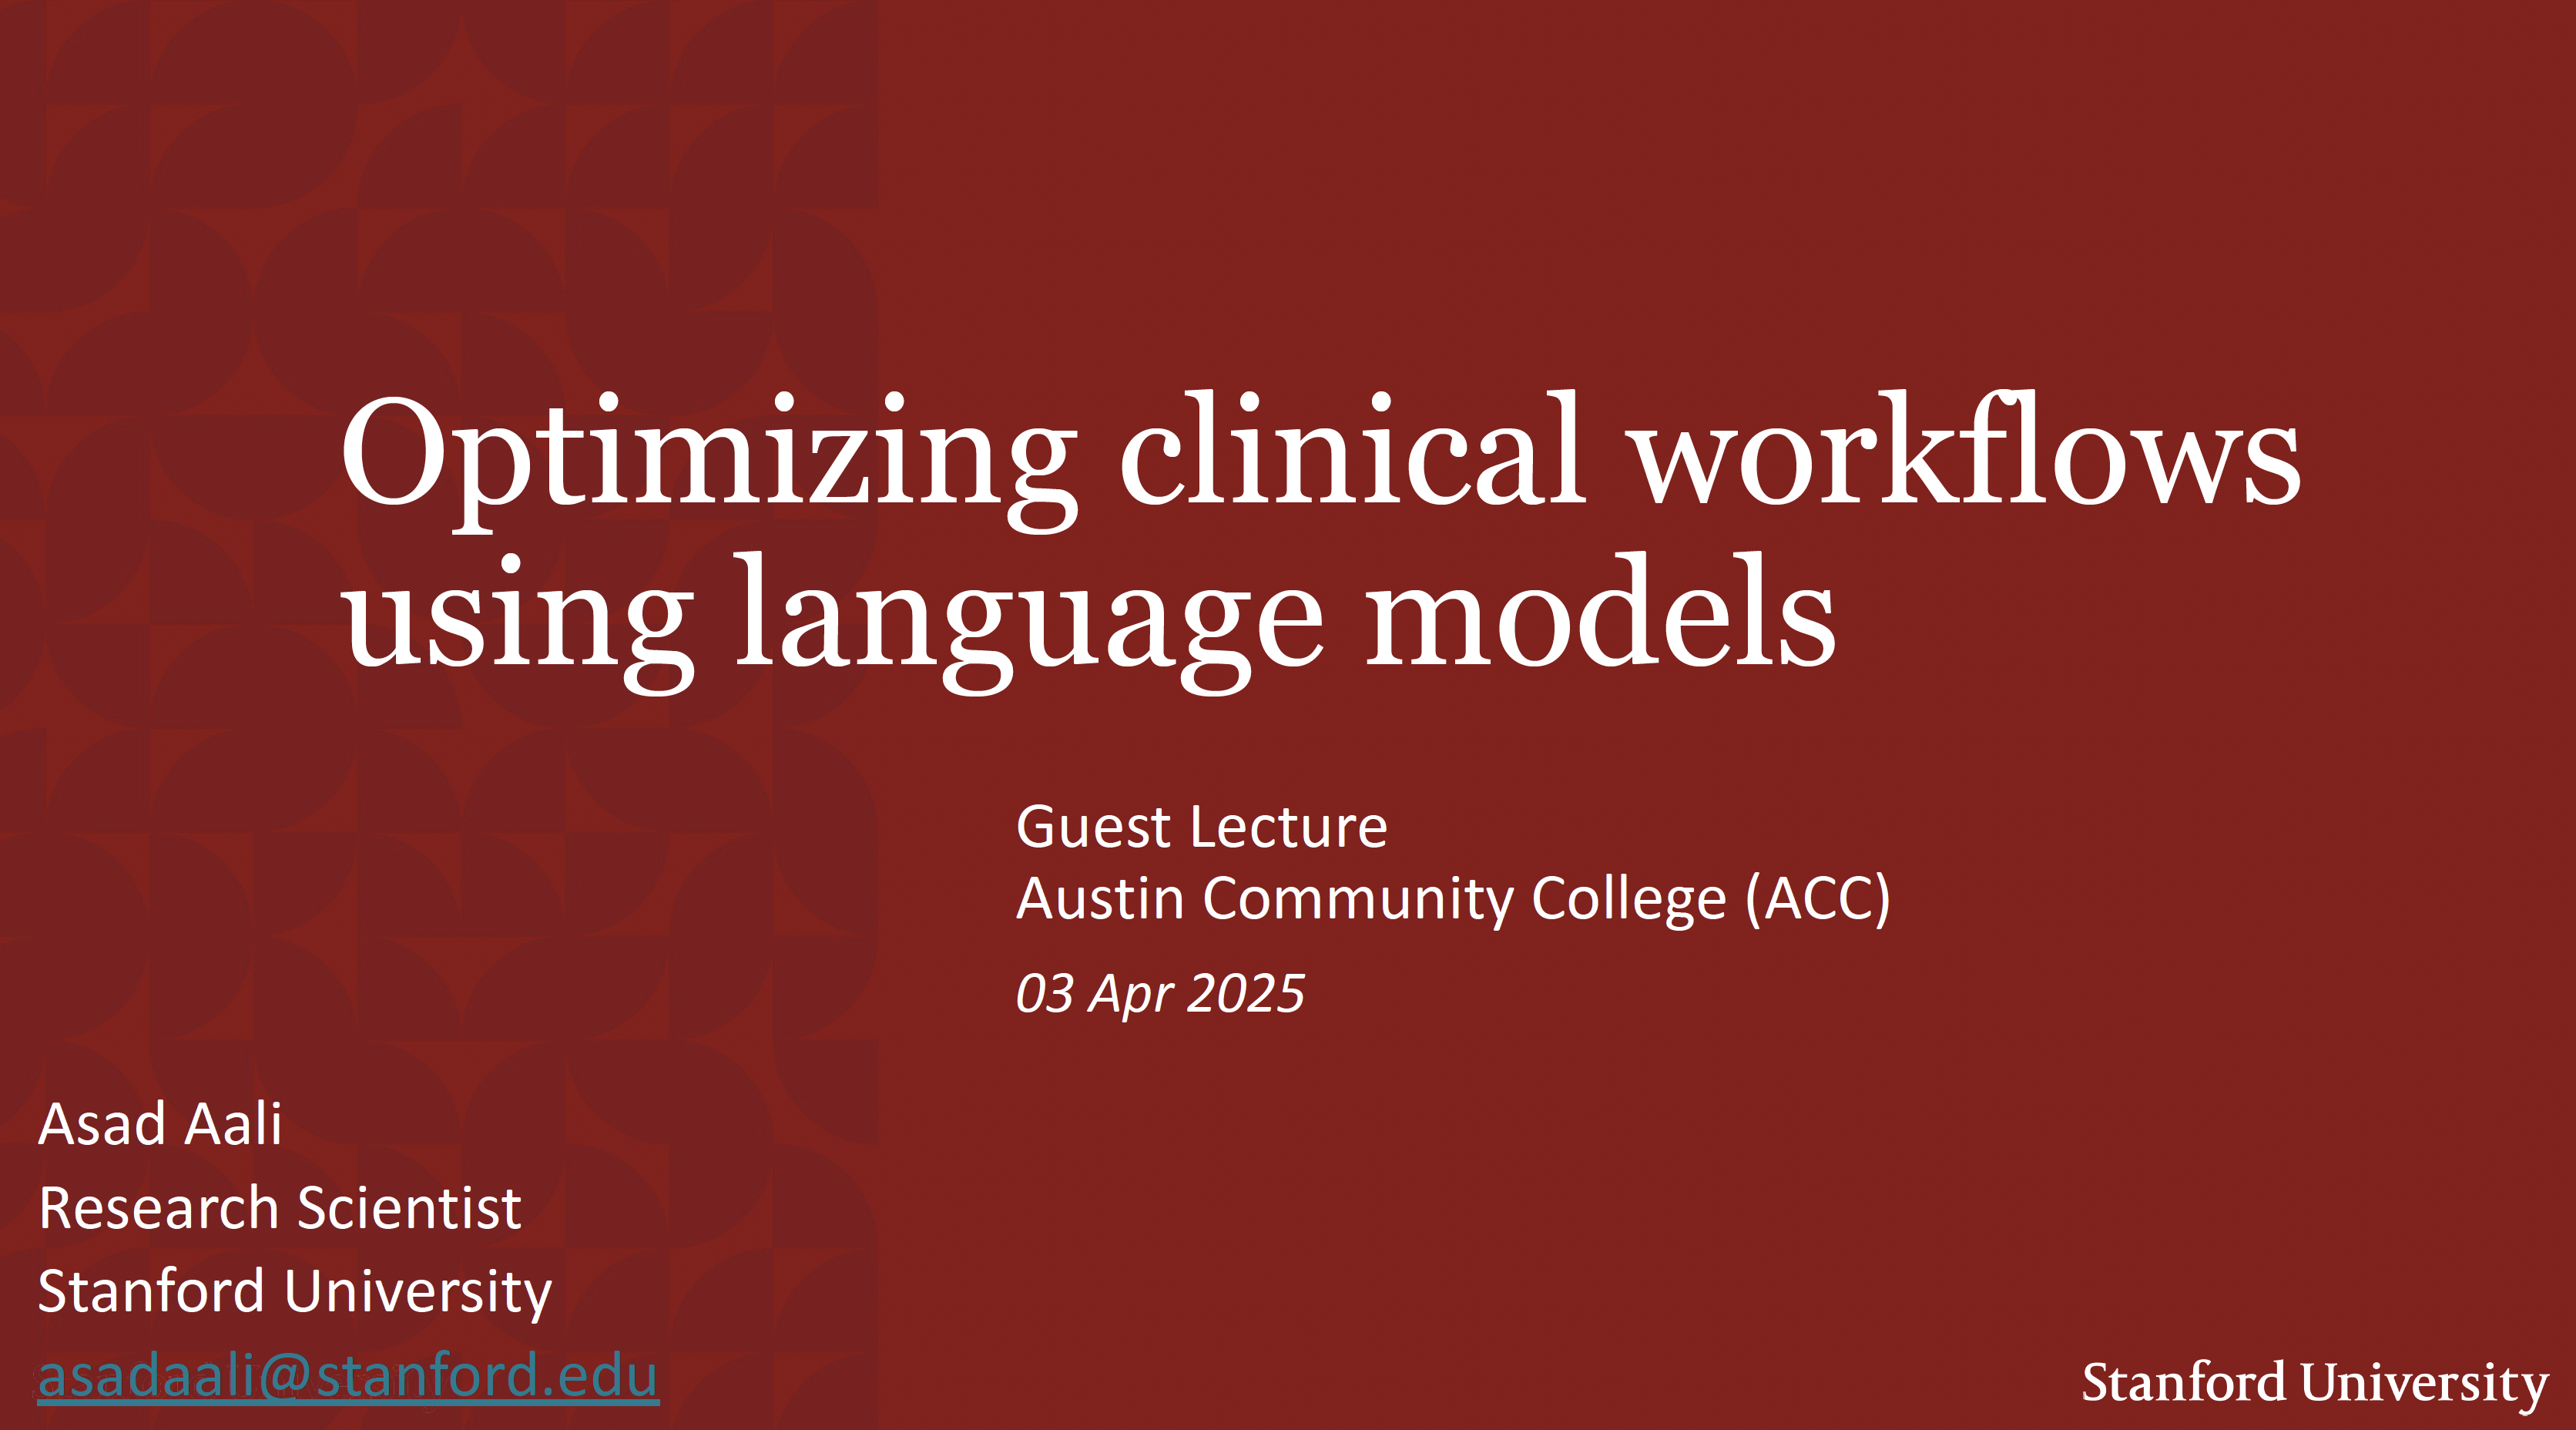 Optimizing clinical workflows
using language models
Guest Lecture
Austin Community College (ACC)
03 Apr 2025
Asad Aali
Research Scientist
Stanford University
asadaali@stanford.edu
Stanford University